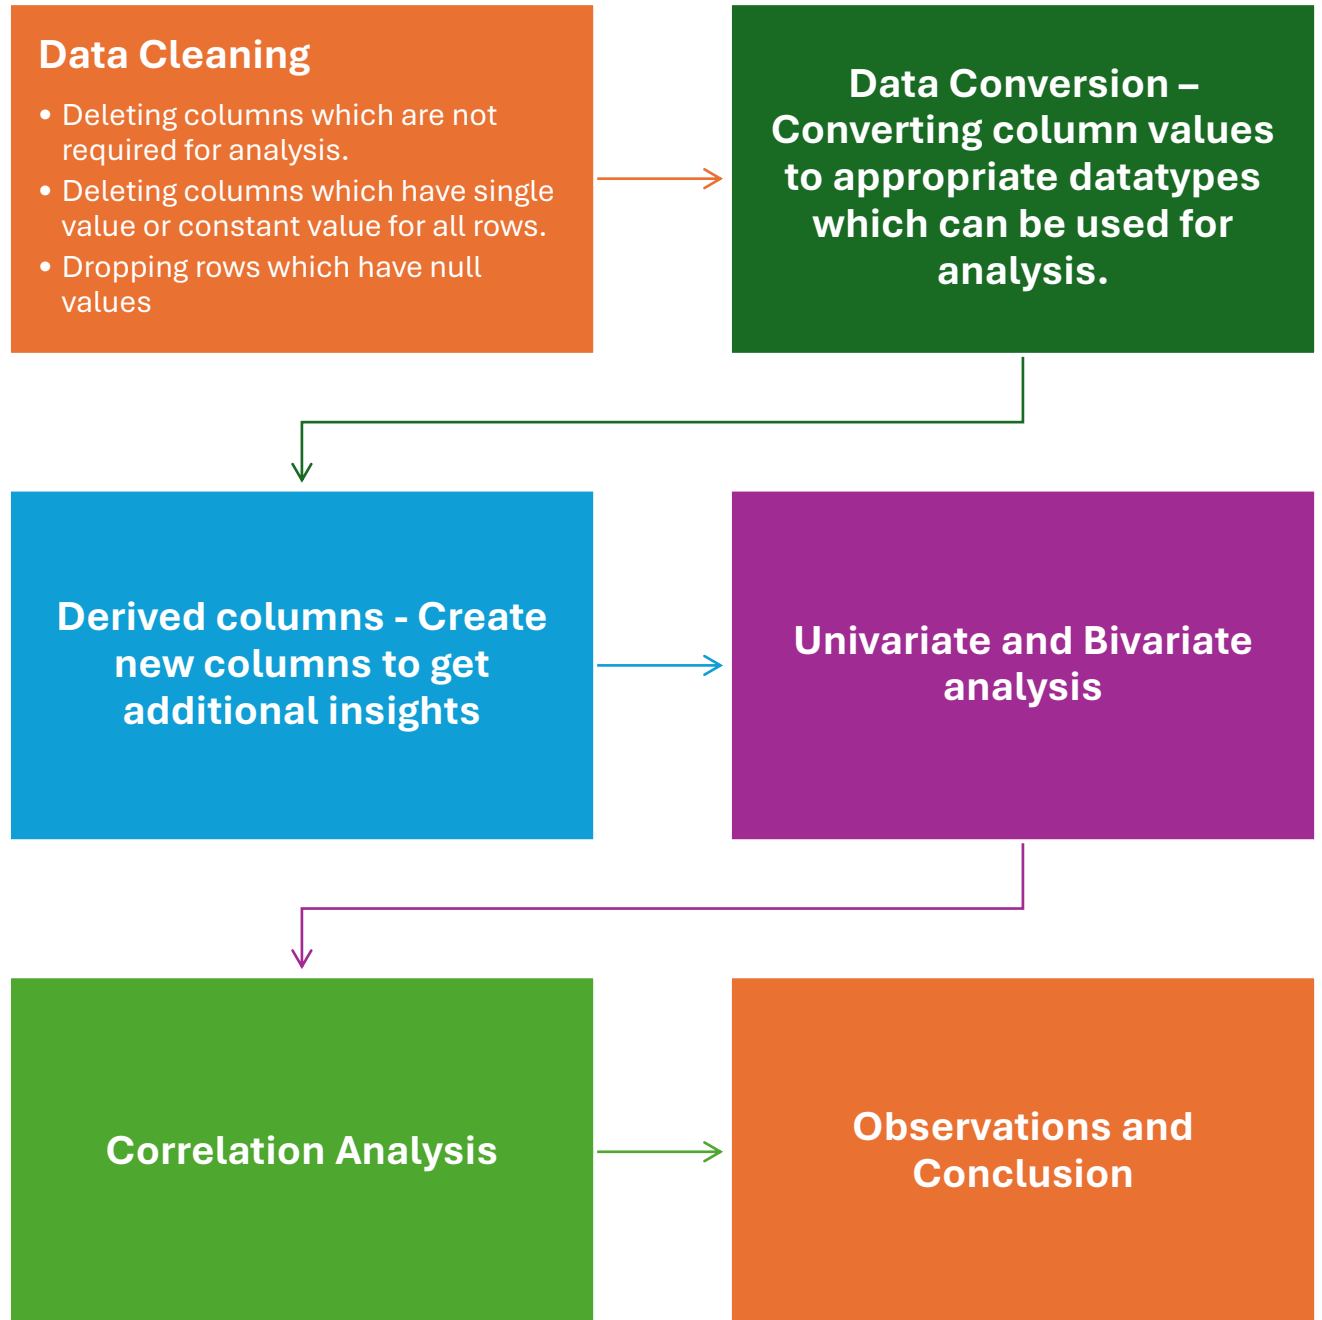 Data Cleaning
• Deleting columns which are not
required for analysis.
• Deleting columns which have single
value or constant value for all rows.
• Dropping rows which have null
values
Data Conversion –
Converting column values
to appropriate datatypes
which can be used for
analysis.
Derived columns - Create
new columns to get
additional insights
Univariate and Bivariate
analysis
Correlation Analysis
Observations and
Conclusion